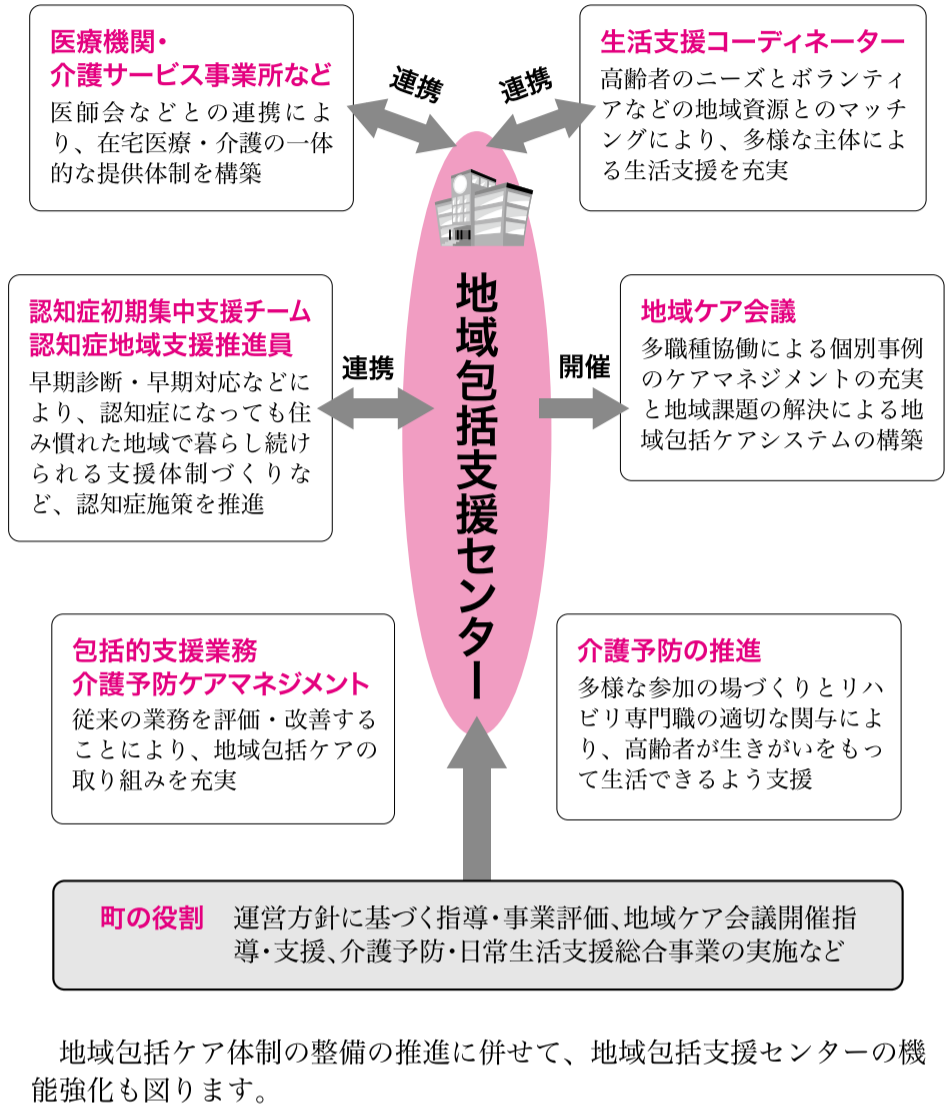 医療機関・
介護サービス事業所など
医師会などとの連携によ
り、在宅医療・介護の一体
的な提供体制を構築
連携
連携
生活支援コーディネーター
高齢者のニーズとボランティ
アなどの地域資源とのマッチ
ングにより、多様な主体によ
る生活支援を充実
地域包括支援センター
認知症初期集中支援チーム
認知症地域支援推進員
早期診断・早期対応などに
より、認知症になっても住
み慣れた地域で暮らし続け
られる支援体制づくりな
ど、認知症施策を推進
連携
開催
地域ケア会議
多職種協働による個別事例
のケアマネジメントの充実
と地域課題の解決による地
域包括ケアシステムの構築
包括的支援業務
介護予防ケアマネジメント
従来の業務を評価・改善する
ことにより、地域包括ケアの
取り組みを充実
介護予防の推進
多様な参加の場づくりとリハ
ビリ専門職の適切な関与によ
り、高齢者が生きがいをもっ
て生活できるよう支援
町の役割 運営方針に基づく指導・事業評価、地域ケア会議開催指
導・支援、介護予防・日常生活支援総合事業の実施など
地域包括ケア体制の整備の推進に併せて、地域包括支援センターの機
能強化も図ります。